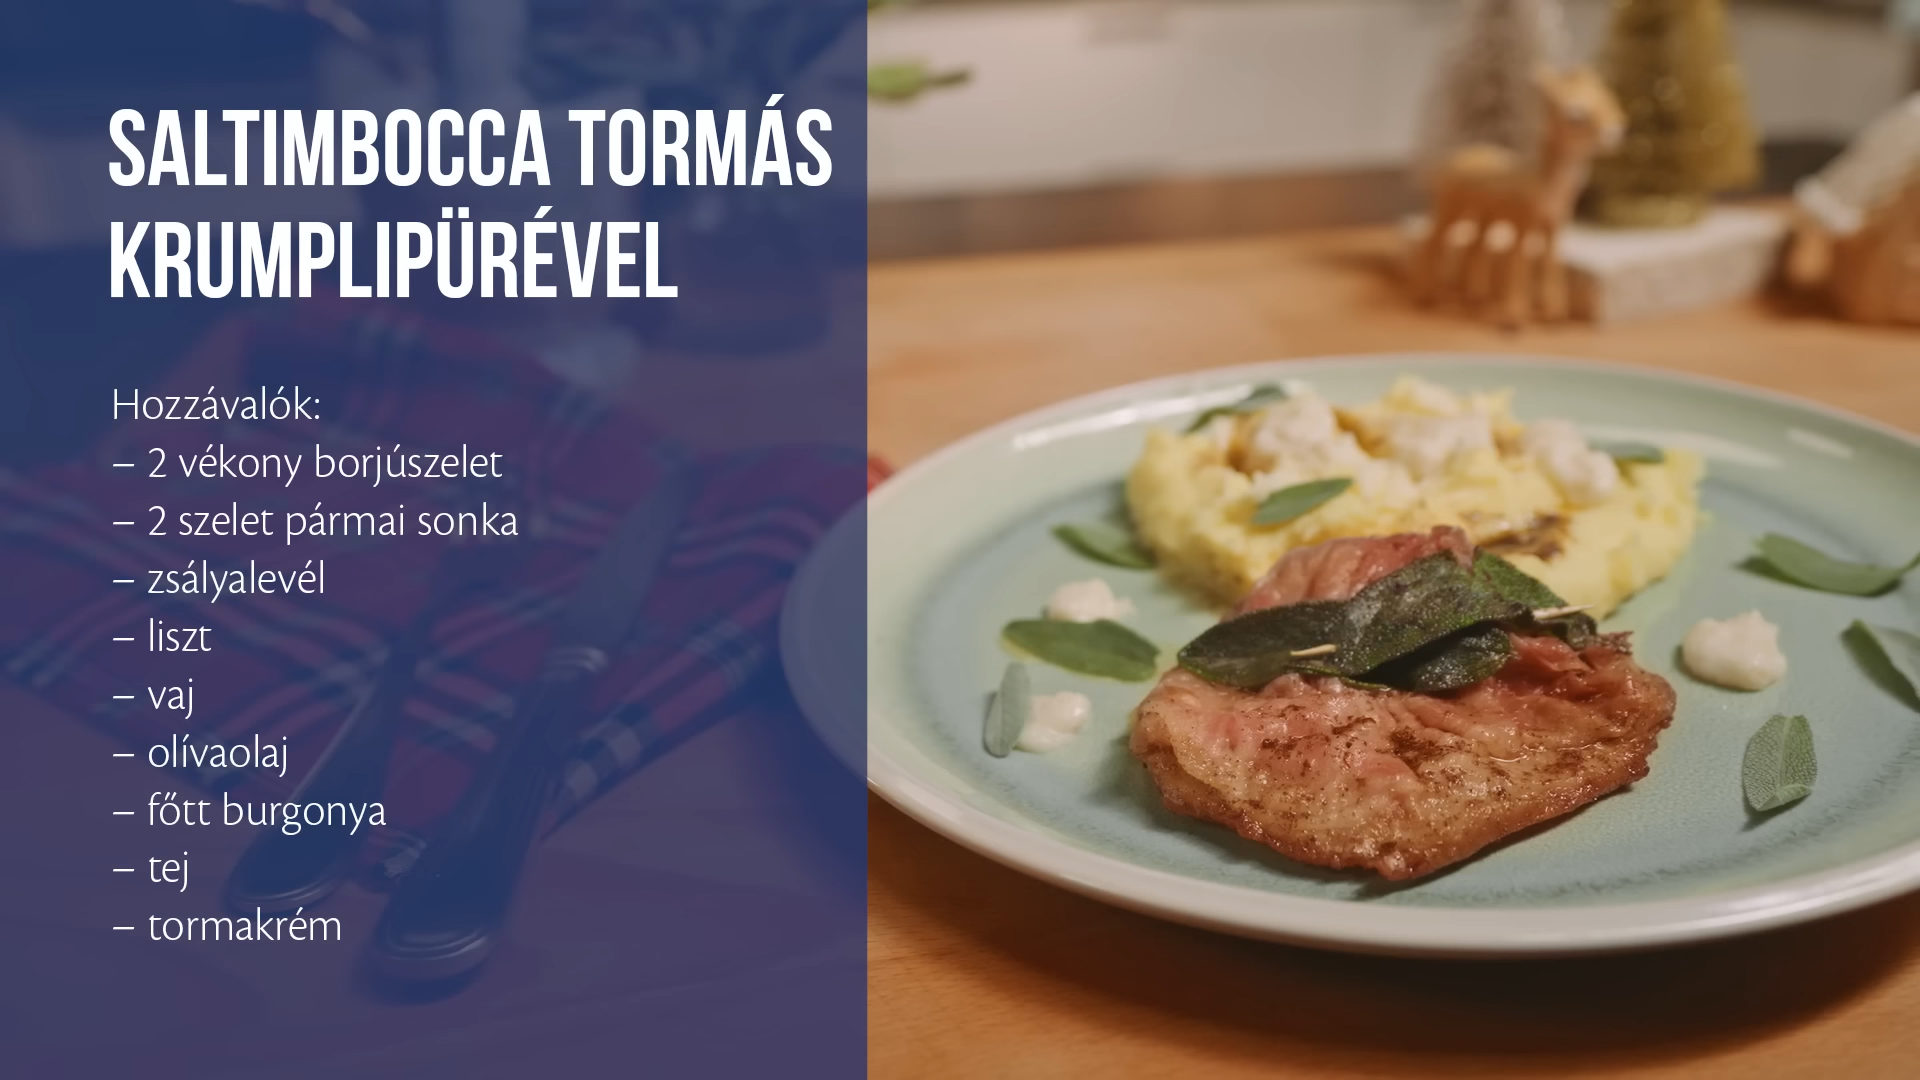 SALTIMBOCCA TORMÁS
KRUMPLIPÜRÉVEL
Hozzávalók:
– 2 vékony borjúszelet
– 2 szelet pármai sonka
– zsályalevél
– liszt
– vaj
– olívaolaj
– főtt burgonya
– tej
– tormakrém